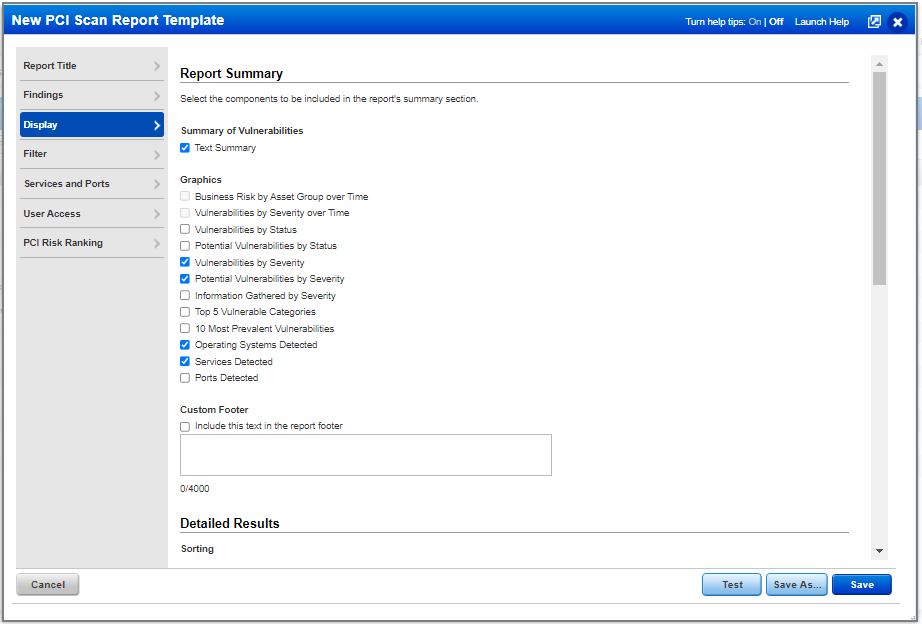 New PCI Scan Report Template
Turn help tips: On | Off Launch Help
Report Title
Findings
Display
Filter
Services and Ports
User Access
PCI Risk Ranking
Report Summary
Select the components to be included in the report's summary section.
Summary of Vulnerabilities
Text Summary
Graphics
Business Risk by Asset Group over Time
Vulnerabilities by Severity over Time
Vulnerabilities by Status
Potential Vulnerabilities by Status
Vulnerabilities by Severity
Potential Vulnerabilities by Severity
Information Gathered by Severity
Top 5 Vulnerable Categories
10 Most Prevalent Vulnerabilities
Operating Systems Detected
Services Detected
Ports Detected
Custom Footer
Include this text in the report footer
0/4000
Detailed Results
Sorting
Cancel
Test
Save As...
Save